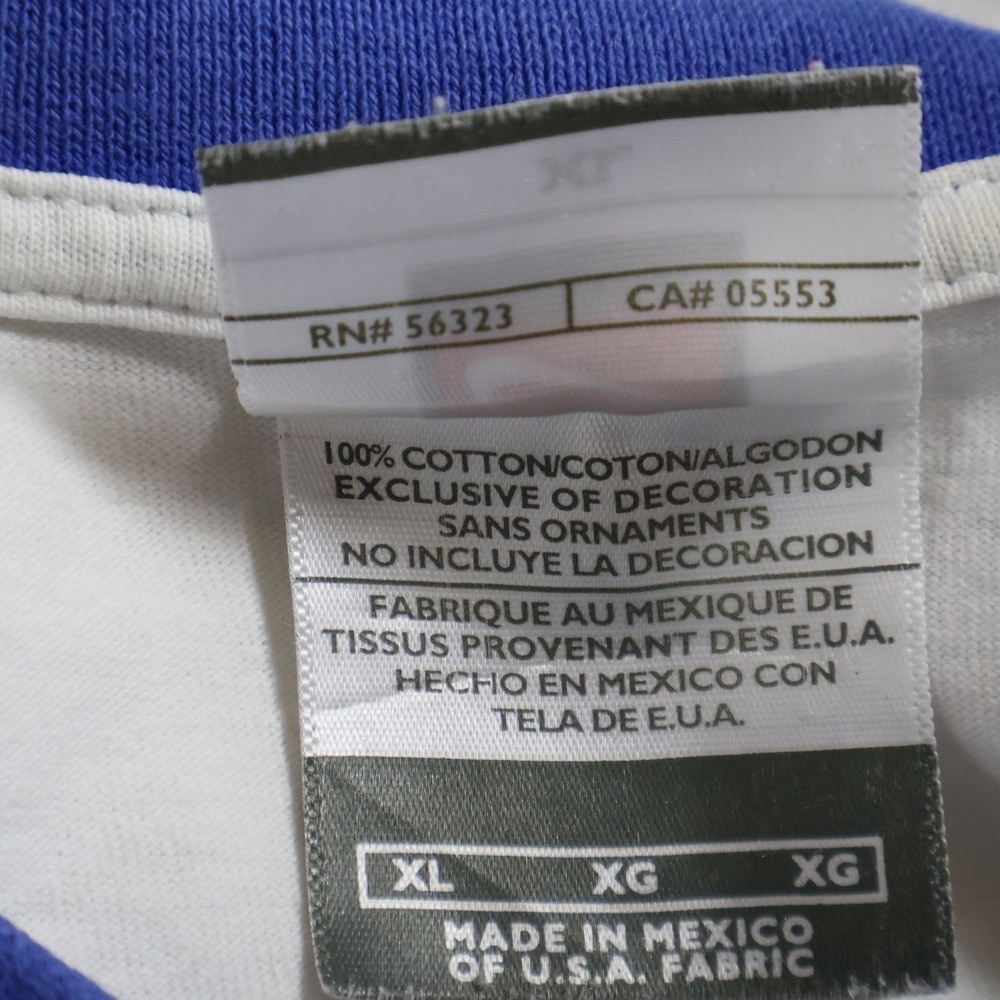 RN# 56323 CA# 05553
100% COTTON/COTON/ALGODON
EXCLUSIVE OF DECORATION
SANS ORNAMENTS
NO INCLUYE LA DECORACION
FABRIQUE AU MEXIQUE DE
TISSUS PROVENANT DES E.U.A.
HECHO EN MEXICO CON
TELA DE E.U.A.
XL XG XG
MADE IN MEXICO
OF U.S.A. FABRIC